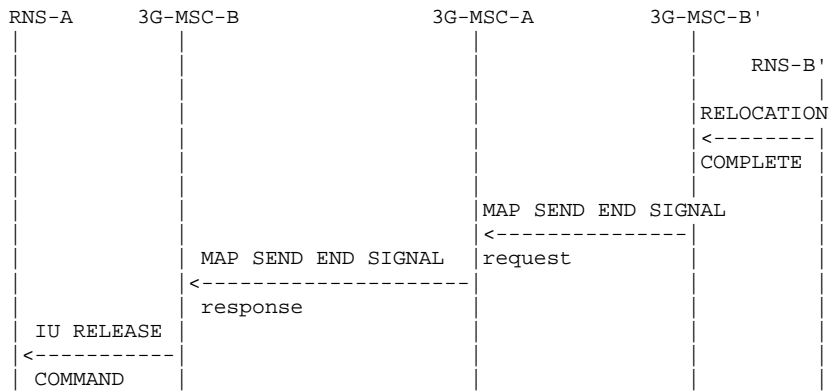 RNS-A 3G-MSC-B 3G-MSC-A 3G-MSC-B'
RNS-B'
RELOCATION
COMPLETE
MAP SEND END SIGNAL
MAP SEND END SIGNAL request
response
IU RELEASE
COMMAND